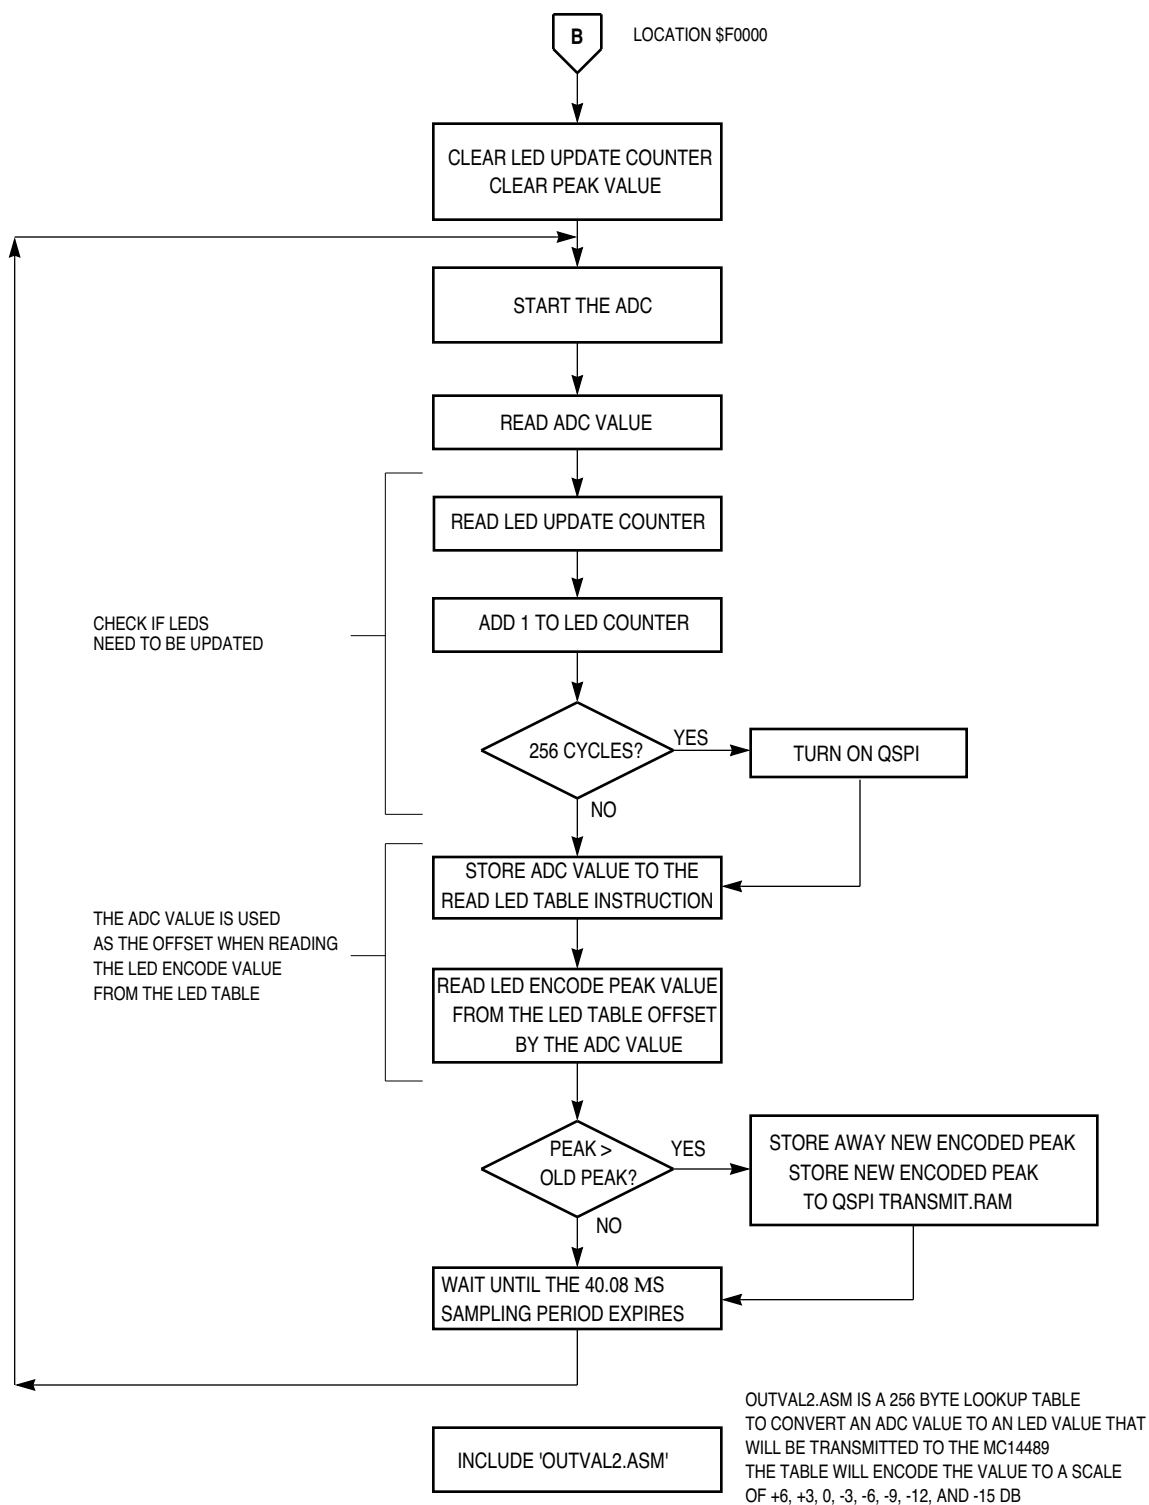 B
LOCATION $F0000
CLEAR LED UPDATE COUNTER
CLEAR PEAK VALUE
START THE ADC
READ ADC VALUE
READ LED UPDATE COUNTER
ADD 1 TO LED COUNTER
CHECK IF LEDS
NEED TO BE UPDATED
256 CYCLES?
YES
TURN ON QSPI
NO
STORE ADC VALUE TO THE
READ LED TABLE INSTRUCTION
THE ADC VALUE IS USED
AS THE OFFSET WHEN READING
THE LED ENCODE VALUE
FROM THE LED TABLE
READ LED ENCODE PEAK VALUE
FROM THE LED TABLE OFFSET
BY THE ADC VALUE
PEAK >
OLD PEAK?
YES
STORE AWAY NEW ENCODED PEAK
STORE NEW ENCODED PEAK
TO QSPI TRANSMIT.RAM
NO
WAIT UNTIL THE 40.08 MS
SAMPLING PERIOD EXPIRES
INCLUDE 'OUTVAL2.ASM'
OUTVAL2.ASM IS A 256 BYTE LOOKUP TABLE
TO CONVERT AN ADC VALUE TO AN LED VALUE THAT
WILL BE TRANSMITTED TO THE MC14489
THE TABLE WILL ENCODE THE VALUE TO A SCALE
OF +6, +3, 0, -3, -6, -9, -12, AND -15 DB